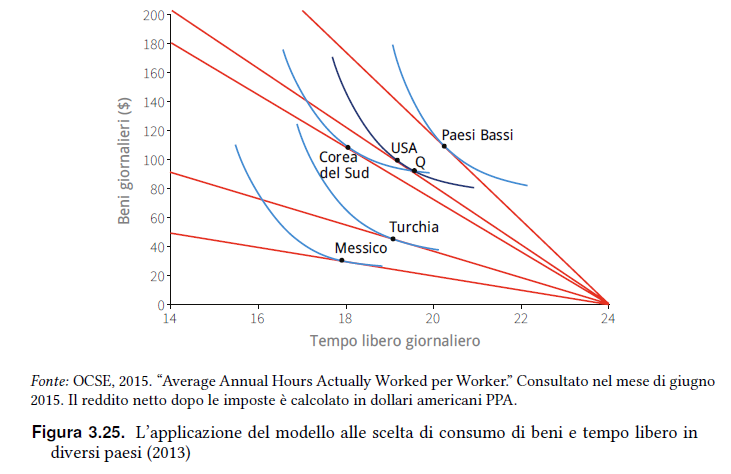 200
180
160
140
120
100
80
60
40
20
0
Beni giornalieri ($)
Paesi Bassi
USA
Q
Corea
del Sud
Turchia
Messico
14
16
18
20
22
24
Tempo libero giornaliero
Fonte: OCSE, 2015. “Average Annual Hours Actually Worked per Worker.” Consultato nel mese di giugno
2015. Il reddito netto dopo le imposte è calcolato in dollari americani PPA.
Figura 3.25. L’applicazione del modello alle scelta di consumo di beni e tempo libero in
diversi paesi (2013)